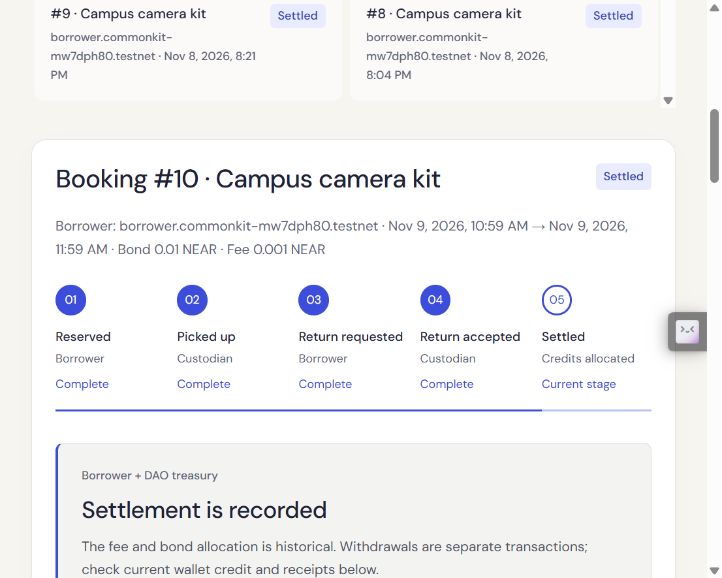 #9 · Campus camera kit
Settled
borrower.commonkit-
mw7dph80.testnet · Nov 8, 2026, 8:21
PM
#8 · Campus camera kit
Settled
borrower.commonkit-
mw7dph80.testnet · Nov 8, 2026,
8:04 PM
Booking #10 · Campus camera kit
Settled
Borrower: borrower.commonkit-mw7dph80.testnet · Nov 9, 2026, 10:59 AM → Nov 9, 2026,
11:59 AM · Bond 0.01 NEAR · Fee 0.001 NEAR
01
Reserved
Borrower
Complete
02
Picked up
Custodian
Complete
03
Return requested
Borrower
Complete
04
Return accepted
Custodian
Complete
05
Settled
Credits allocated
Current stage
Borrower + DAO treasury
Settlement is recorded
The fee and bond allocation is historical. Withdrawals are separate transactions;
check current wallet credit and receipts below.